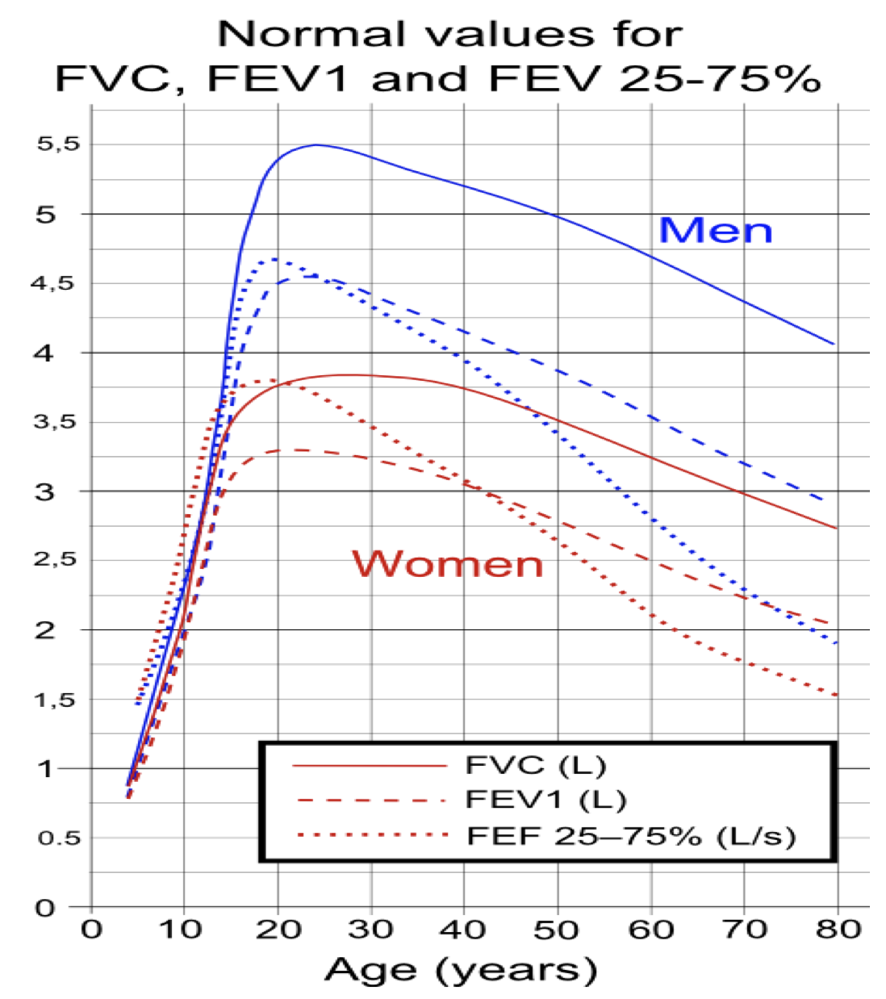 Normal values for
FVC, FEV1 and FEV 25-75%
5,5
5
Men
4,5
4
3,5
3
2,5
Women
2
1,5
1
FVC (L)
FEV1 (L)
0.5
FEF 25–75% (L/s)
0
0 10 20 30 40 50 60 70 80
Age (years)